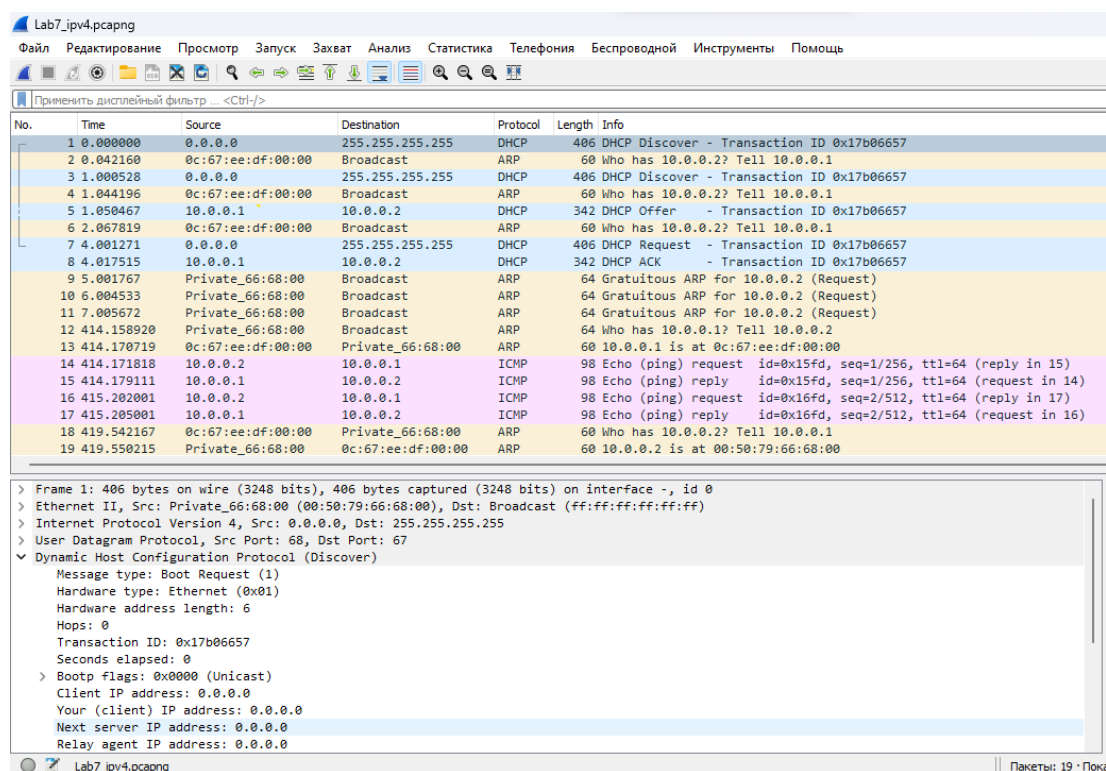 Lab7_ipv4.pcapng
Файл Редактирование Просмотр Запуск Захват Анализ Статистика Телефония Беспроводной Инструменты Помощь
Применить дисплейный фильтр ... <Ctrl-/>
No. Time Source Destination Protocol Length Info
1 0.000000 0.0.0.0 255.255.255.255 DHCP 406 DHCP Discover - Transaction ID 0x17b06657
2 0.042160 0c:67:ee:df:00:00 Broadcast ARP 60 Who has 10.0.0.2? Tell 10.0.0.1
3 1.000528 0.0.0.0 255.255.255.255 DHCP 406 DHCP Discover - Transaction ID 0x17b06657
4 1.044196 0c:67:ee:df:00:00 Broadcast ARP 60 Who has 10.0.0.2? Tell 10.0.0.1
5 1.050467 10.0.0.1 10.0.0.2 DHCP 342 DHCP Offer - Transaction ID 0x17b06657
6 2.067819 0c:67:ee:df:00:00 Broadcast ARP 60 Who has 10.0.0.2? Tell 10.0.0.1
7 4.001271 0.0.0.0 255.255.255.255 DHCP 406 DHCP Request - Transaction ID 0x17b06657
8 4.017515 10.0.0.1 10.0.0.2 DHCP 342 DHCP ACK - Transaction ID 0x17b06657
9 5.001767 Private_66:68:00 Broadcast ARP 64 Gratuitous ARP for 10.0.0.2 (Request)
10 6.004533 Private_66:68:00 Broadcast ARP 64 Gratuitous ARP for 10.0.0.2 (Request)
11 7.005672 Private_66:68:00 Broadcast ARP 64 Gratuitous ARP for 10.0.0.2 (Request)
12 414.158920 Private_66:68:00 Broadcast ARP 64 Who has 10.0.0.1? Tell 10.0.0.2
13 414.170719 0c:67:ee:df:00:00 Private_66:68:00 ARP 60 10.0.0.1 is at 0c:67:ee:df:00:00
14 414.171818 10.0.0.2 10.0.0.1 ICMP 98 Echo (ping) request id=0x15fd, seq=1/256, ttl=64 (reply in 15)
15 414.179111 10.0.0.1 10.0.0.2 ICMP 98 Echo (ping) reply id=0x15fd, seq=1/256, ttl=64 (request in 14)
16 415.202001 10.0.0.2 10.0.0.1 ICMP 98 Echo (ping) request id=0x16fd, seq=2/512, ttl=64 (reply in 17)
17 415.205001 10.0.0.1 10.0.0.2 ICMP 98 Echo (ping) reply id=0x16fd, seq=2/512, ttl=64 (request in 16)
18 419.542167 0c:67:ee:df:00:00 Private_66:68:00 ARP 60 Who has 10.0.0.2? Tell 10.0.0.1
19 419.550215 Private_66:68:00 0c:67:ee:df:00:00 ARP 60 10.0.0.2 is at 00:50:79:66:68:00
> Frame 1: 406 bytes on wire (3248 bits), 406 bytes captured (3248 bits) on interface -, id 0
> Ethernet II, Src: Private_66:68:00 (00:50:79:66:68:00), Dst: Broadcast (ff:ff:ff:ff:ff:ff)
> Internet Protocol Version 4, Src: 0.0.0.0, Dst: 255.255.255.255
> User Datagram Protocol, Src Port: 68, Dst Port: 67
Dynamic Host Configuration Protocol (Discover)
Message type: Boot Request (1)
Hardware type: Ethernet (0x01)
Hardware address length: 6
Hops: 0
Transaction ID: 0x17b06657
Seconds elapsed: 0
> Bootp flags: 0x0000 (Unicast)
Client IP address: 0.0.0.0
Your (client) IP address: 0.0.0.0
Next server IP address: 0.0.0.0
Relay agent IP address: 0.0.0.0
Lab7_ipv4.pcapng Пакеты: 19 · Пока